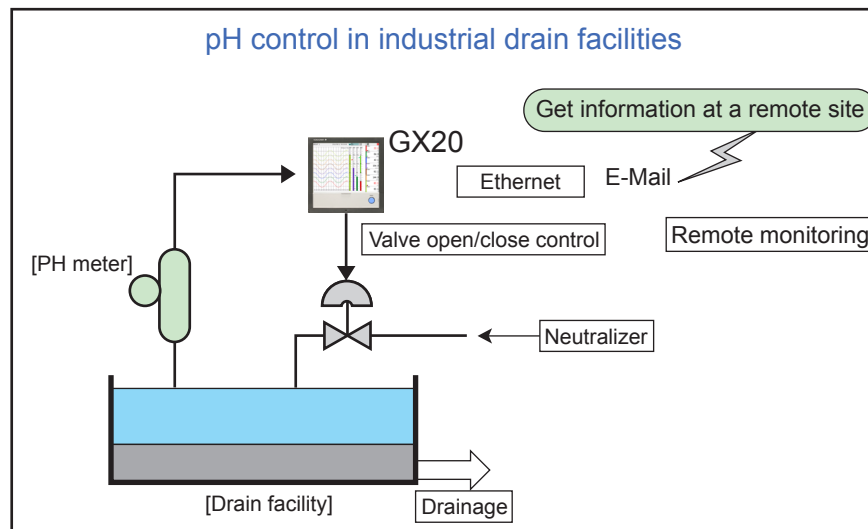 pH control in industrial drain facilities
Get information at a remote site
GX20
Ethernet
E-Mail
Valve open/close control
Remote monitoring
[PH meter]
Neutralizer
[Drain facility]
Drainage